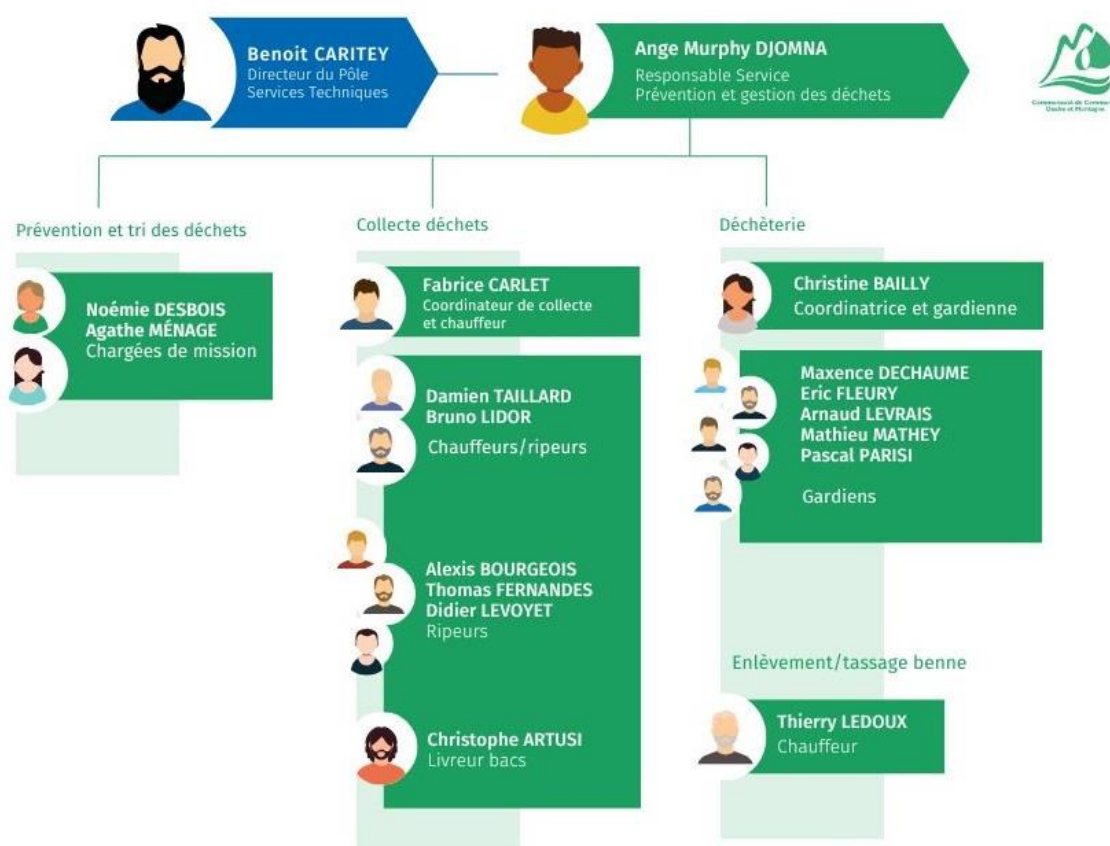 Benoit CARITEY
Directeur du Pôle
Services Techniques
Ange Murphy DJOMNA
Responsable Service
Prévention et gestion des déchets
Ouche et Montagne
Prévention et tri des déchets
Noémie DESBOIS
Agathe MÉNAGE
Chargées de mission
Collecte déchets
Fabrice CARLET
Coordinateur de collecte
et chauffeur
Damien TAILLARD
Bruno LIDOR
Chauffeurs/ripeurs
Alexis BOURGEOIS
Thomas FERNANDES
Didier LEVOYET
Ripeurs
Christophe ARTUSI
Livreur bacs
Déchèterie
Christine BAILLY
Coordinatrice et gardienne
Maxence DECHAUME
Eric FLEURY
Arnaud LEVRAIS
Mathieu MATHEY
Pascal PARISI
Gardiens
Enlèvement/tassage benne
Thierry LEDOUX
Chauffeur